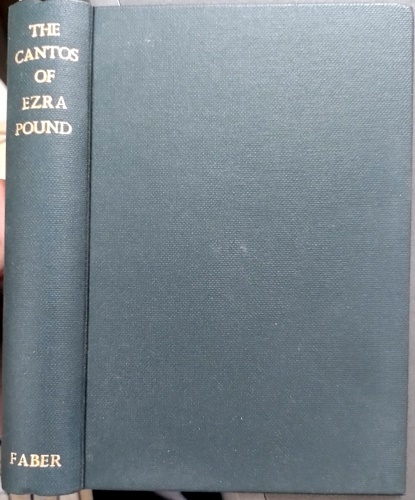 THE
CANTOS
OF
EZRA
POUND
FABER